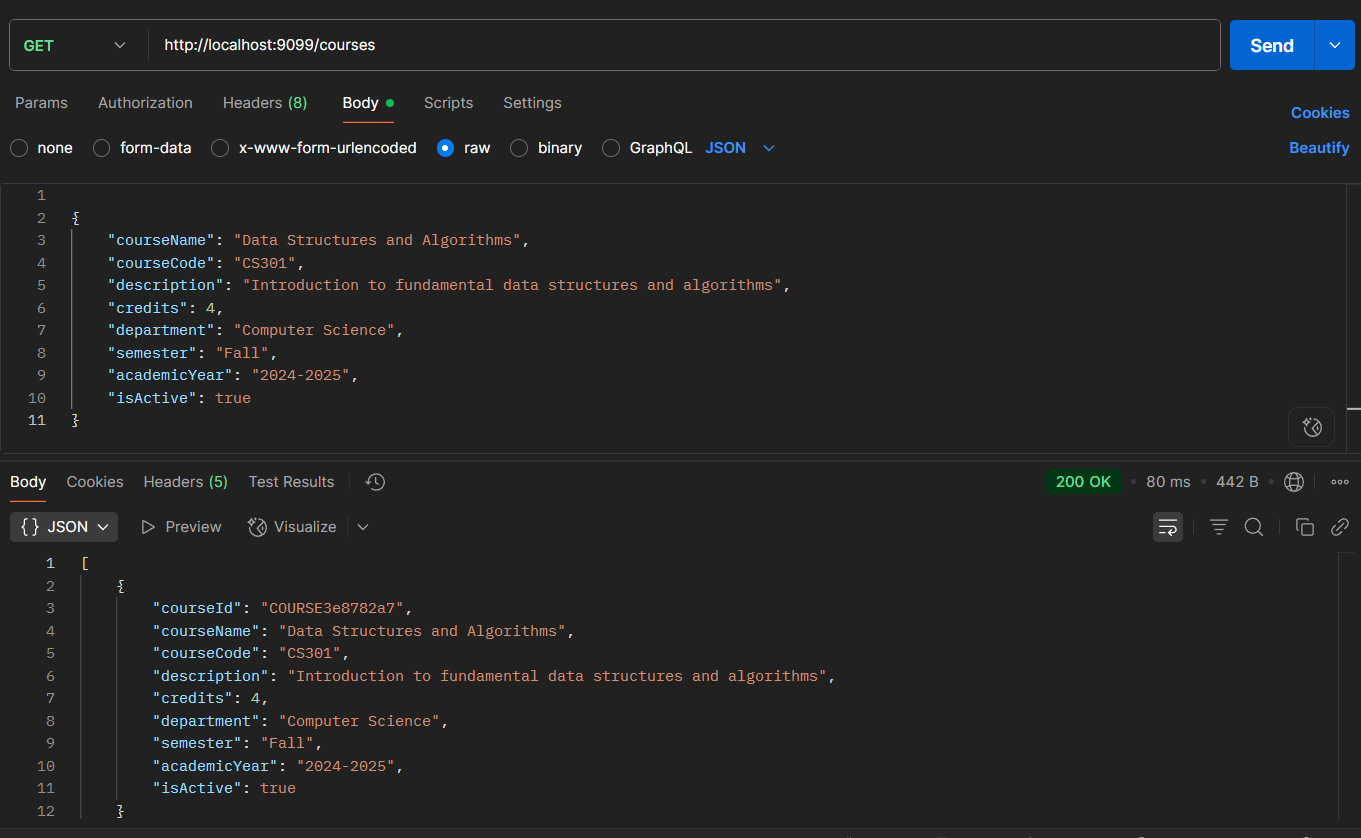 GET http://localhost:9099/courses Send
Params Authorization Headers (8) Body Scripts Settings Cookies
none form-data x-www-form-urlencoded raw binary GraphQL JSON Beautify
1
2 {
3 "courseName": "Data Structures and Algorithms",
4 "courseCode": "CS301",
5 "description": "Introduction to fundamental data structures and algorithms",
6 "credits": 4,
7 "department": "Computer Science",
8 "semester": "Fall",
9 "academicYear": "2024-2025",
10 "isActive": true
11 }
Body Cookies Headers (5) Test Results 200 OK 80 ms 442 B
{} JSON Preview Visualize
1 [
2 {
3 "courseId": "COURSE3e8782a7",
4 "courseName": "Data Structures and Algorithms",
5 "courseCode": "CS301",
6 "description": "Introduction to fundamental data structures and algorithms",
7 "credits": 4,
8 "department": "Computer Science",
9 "semester": "Fall",
10 "academicYear": "2024-2025",
11 "isActive": true
12 }